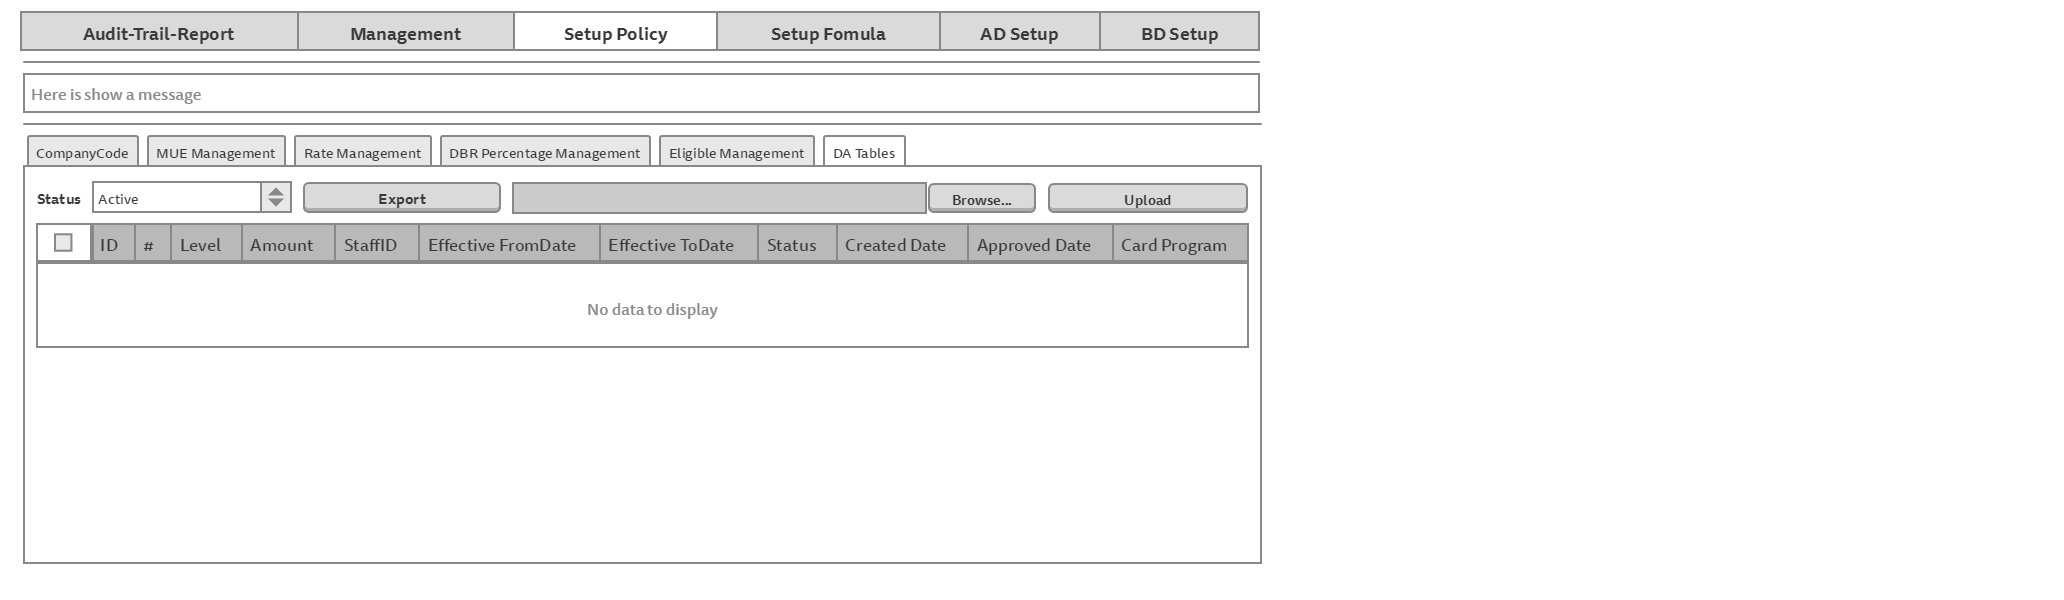 Audit-Trail-Report Management Setup Policy Setup Fomula AD Setup BD Setup
Here is show a message
CompanyCode MUE Management Rate Management DBR Percentage Management Eligible Management DA Tables
Status Active Export Browse... Upload
ID # Level Amount StaffID Effective FromDate Effective ToDate Status Created Date Approved Date Card Program
No data to display